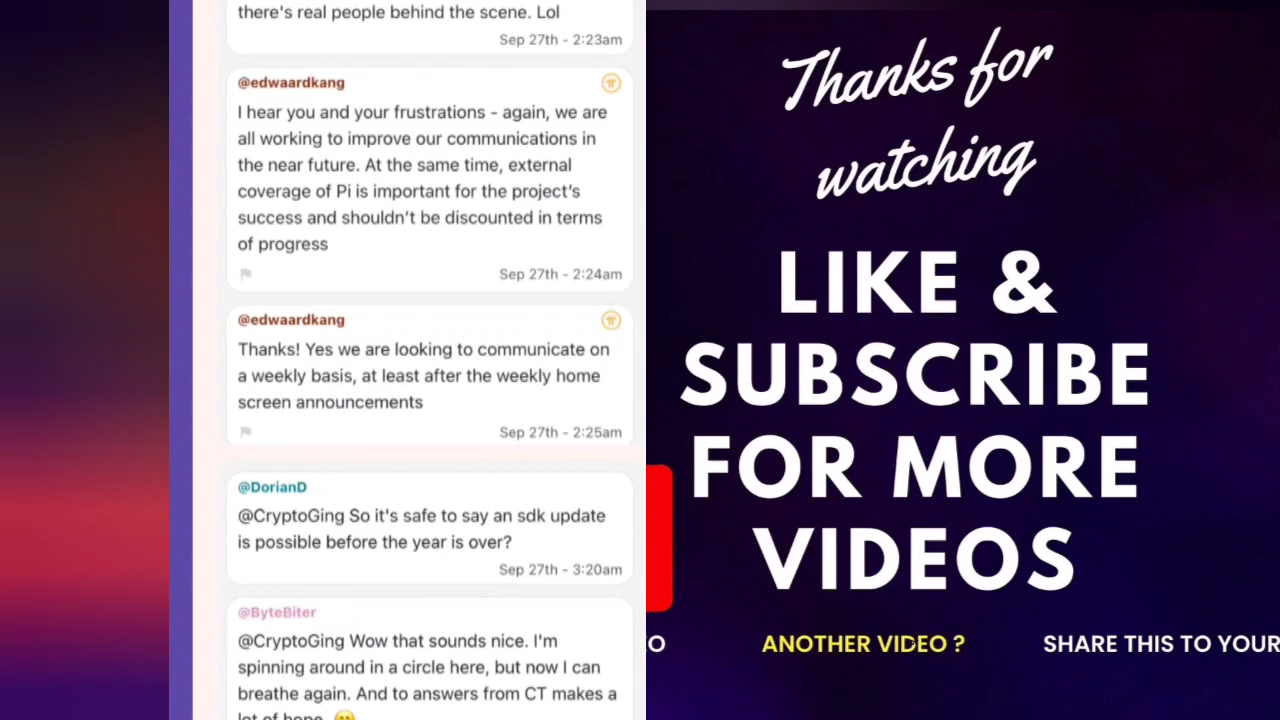 there's real people behind the scene. Lol
Sep 27th - 2:23am
@edwaardkang
I hear you and your frustrations - again, we are
all working to improve our communications in
the near future. At the same time, external
coverage of Pi is important for the project's
success and shouldn't be discounted in terms
of progress
Sep 27th - 2:24am
@edwaardkang
Thanks! Yes we are looking to communicate on
a weekly basis, at least after the weekly home
screen announcements
Sep 27th - 2:25am
@DorianD
@CryptoGing So it's safe to say an sdk update
is possible before the year is over?
Sep 27th - 3:20am
@ByteBiter
@CryptoGing Wow that sounds nice. I'm
spinning around in a circle here, but now I can
breathe again. And to answers from CT makes a
lot of hope. 😊
Thanks for
watching
LIKE &
SUBSCRIBE
FOR MORE
VIDEOS
EO
ANOTHER VIDEO ?
SHARE THIS TO YOUR